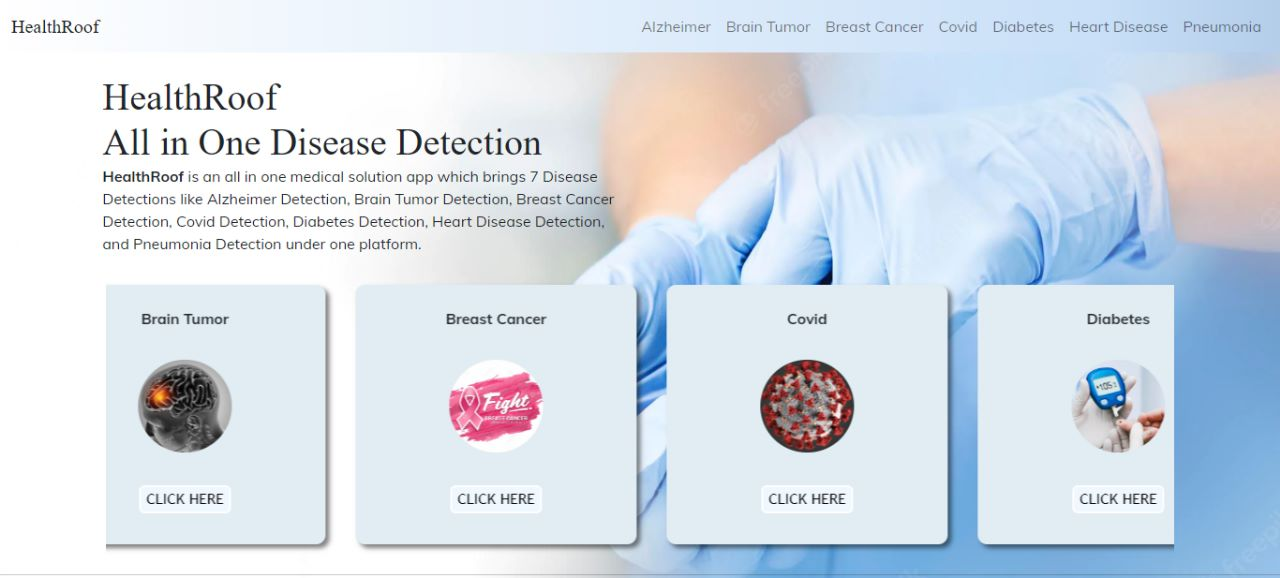 HealthRoof
Alzheimer Brain Tumor Breast Cancer Covid Diabetes Heart Disease Pneumonia
HealthRoof
All in One Disease Detection
HealthRoof is an all in one medical solution app which brings 7 Disease
Detections like Alzheimer Detection, Brain Tumor Detection, Breast Cancer
Detection, Covid Detection, Diabetes Detection, Heart Disease Detection,
and Pneumonia Detection under one platform.
Brain Tumor Breast Cancer Covid Diabetes
Fight
BREAST CANCER
105
CLICK HERE CLICK HERE CLICK HERE CLICK HERE